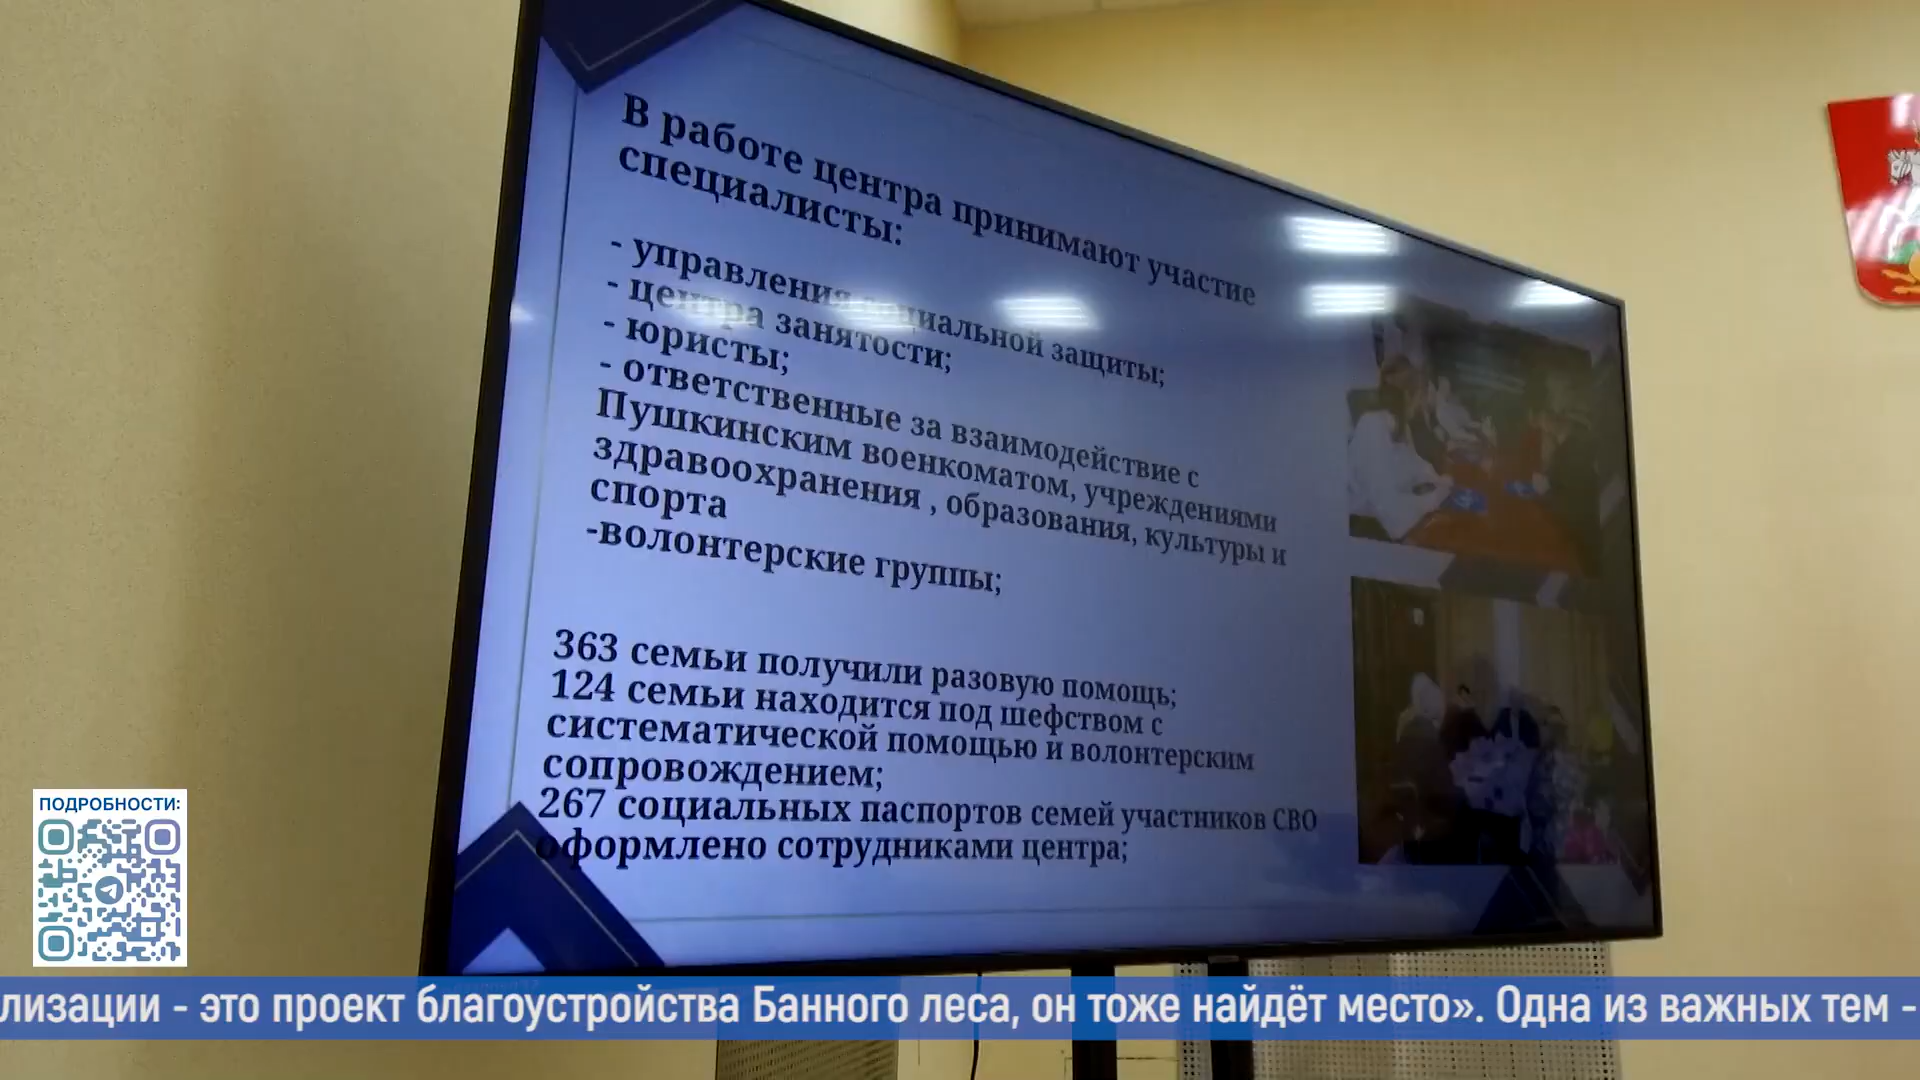 В работе центра принимают участие
специалисты:
- управления социальной защиты;
- центра занятости;
- юристы;
- ответственные за взаимодействие с
Пушкинским военкоматом, учреждениями
здравоохранения , образования, культуры и
спорта
-волонтерские группы;
363 семьи получили разовую помощь;
124 семьи находится под шефством с
систематической помощью и волонтерским
сопровождением;
267 социальных паспортов семей участников СВО
оформлено сотрудниками центра;
ПОДРОБНОСТИ:
лизации - это проект благоустройства Банного леса, он тоже найдёт место». Одна из важных тем -